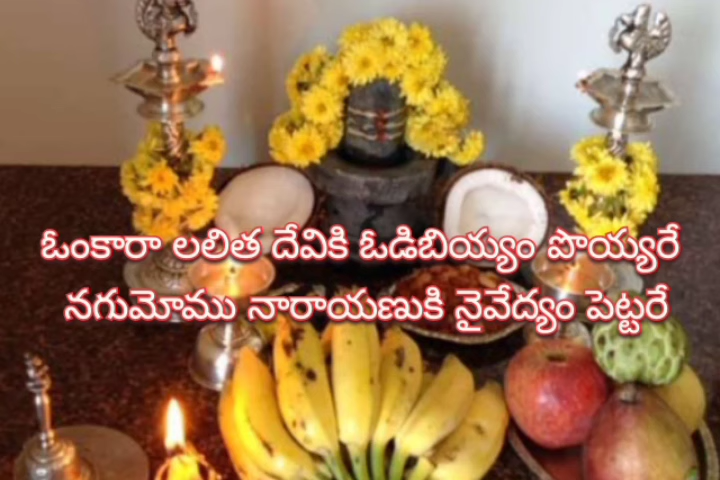 ఓంకారా లలిత దేవికి ఓడిబియ్యం పొయ్యరే
నగుమోము నారాయణుకి నైవేద్యం పెట్టరే